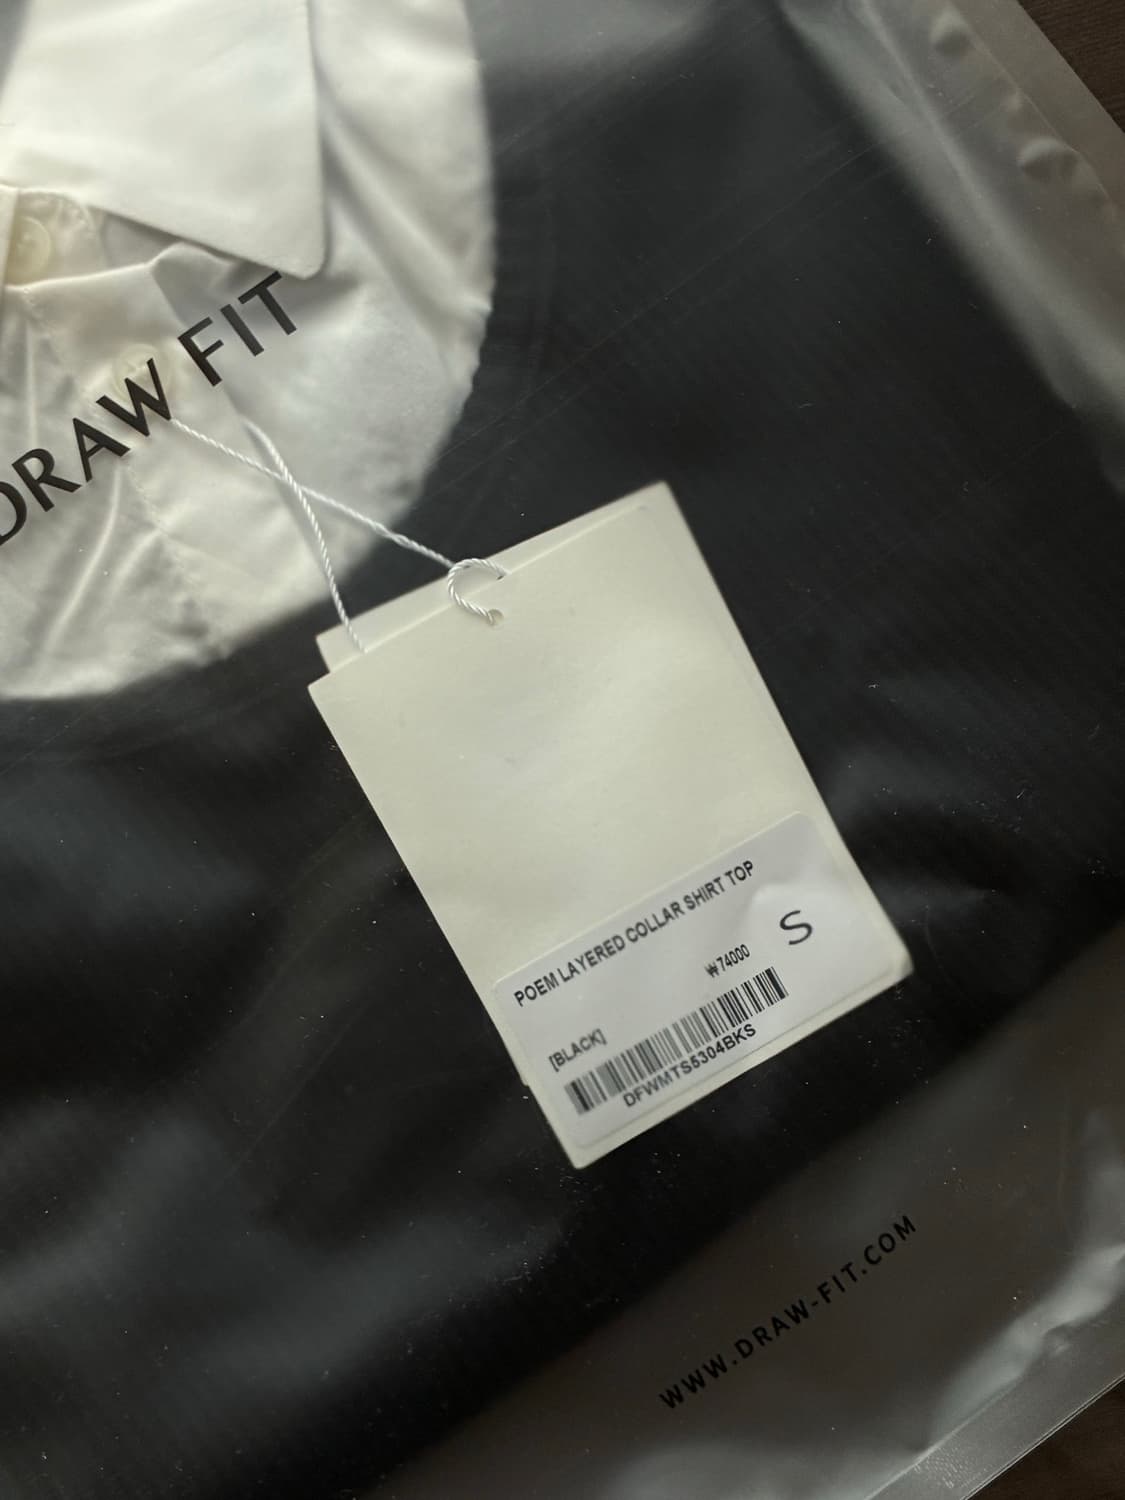 DRAW FIT
POEM LAYERED COLLAR SHIRT TOP
₩74000
S
[BLACK]
DFWMTS5304BKS
WWW.DRAW-FIT.COM